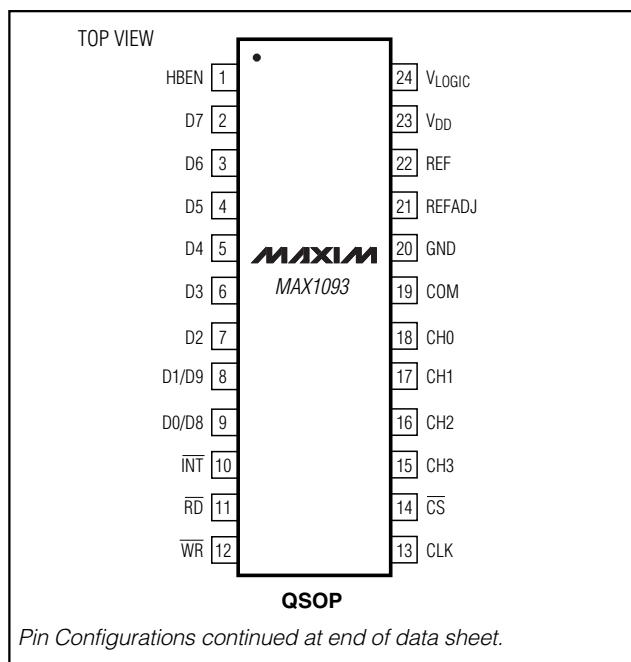 TOP VIEW
HBEN 1 24 VLOGIC
D7 2 23 VDD
D6 3 22 REF
D5 4 21 REFADJ
D4 5 MAXIM 20 GND
D3 6 MAX1093 19 COM
D2 7 18 CH0
D1/D9 8 17 CH1
D0/D8 9 16 CH2
INT 10 15 CH3
RD 11 14 CS
WR 12 13 CLK
QSOP
Pin Configurations continued at end of data sheet.